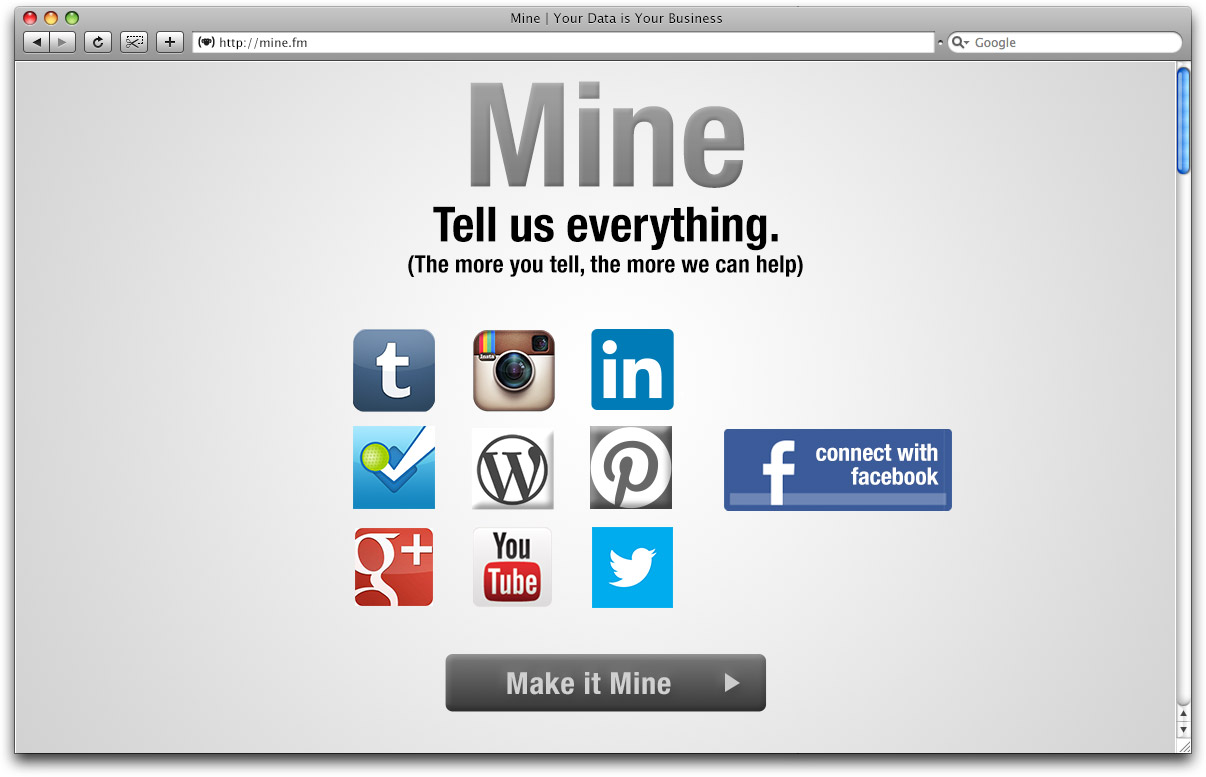 Mine | Your Data is Your Business
http://mine.fm
Google
Mine
Tell us everything.
(The more you tell, the more we can help)
t
Insta
in
W
P
f
connect with
facebook
g+
You
Tube
Make it Mine